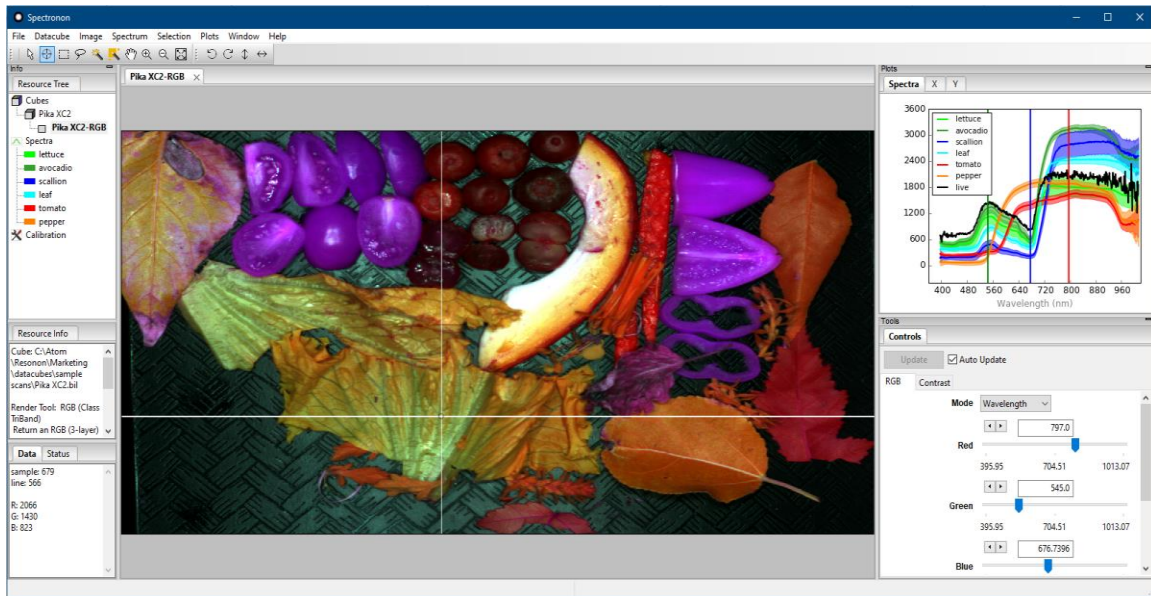 Spectronon
File Datacube Image Spectrum Selection Plots Window Help
Info
Resource Tree
Cubes
Pika XC2
Pika XC2-RGB
Spectra
lettuce
avocadio
scallion
leaf
tomato
pepper
Calibration
Resource Info
Cube: C:\Atom
\Resonon\Marketing
\datacubes\sample
scans\Pika XC2.bil
Render Tool: RGB (Class
TriBand)
Return an RGB (3-layer)
Data Status
sample: 679
line: 566
R: 2066
G: 1430
B: 823
Pika XC2-RGB
Plots
Spectra X Y
3600
3000
2400
1800
1200
600
0
lettuce
avocadio
scallion
leaf
tomato
pepper
live
400 480 560 640 720 800 880 960
Wavelength (nm)
Tools
Controls
Update Auto Update
RGB Contrast
Mode Wavelength
797.0
Red
395.95 704.51 1013.07
545.0
Green
395.95 704.51 1013.07
676.7396
Blue